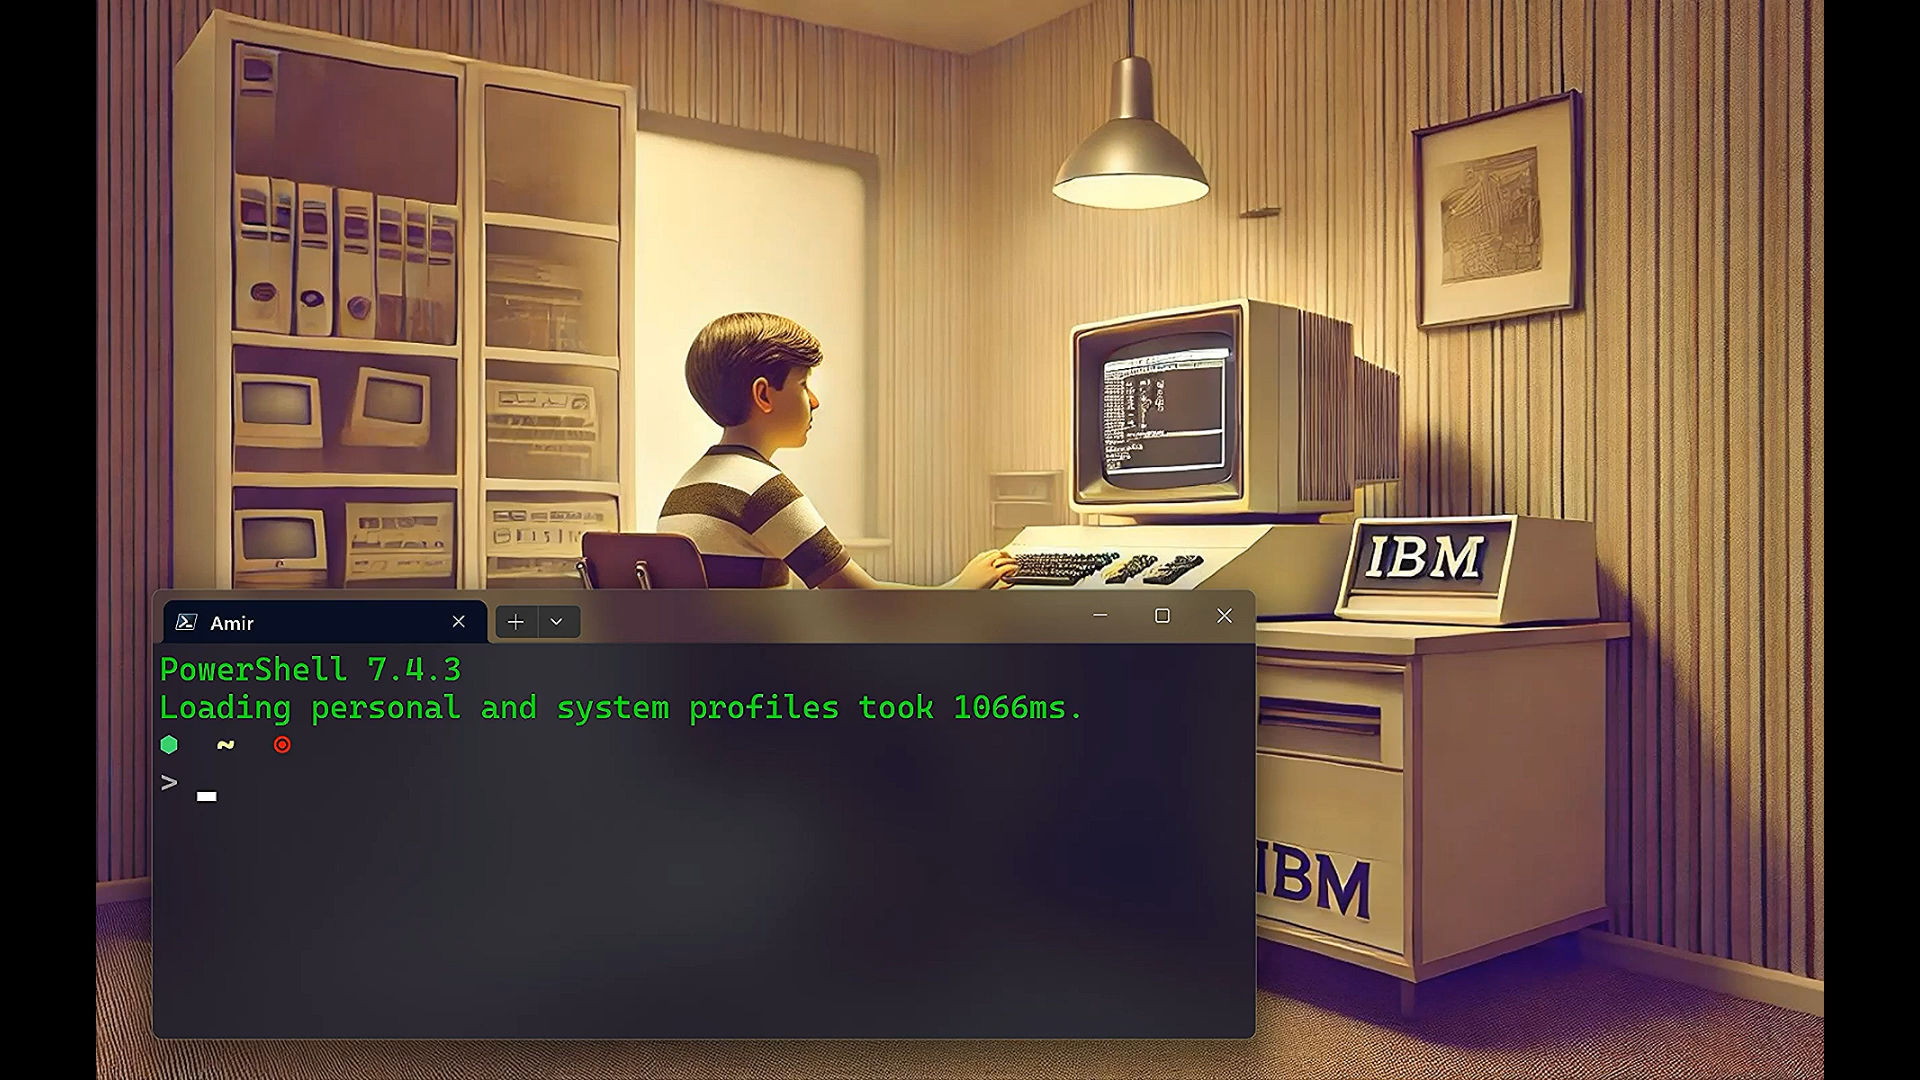 IBM
Amir
PowerShell 7.4.3
Loading personal and system profiles took 1066ms.
~
>
IBM